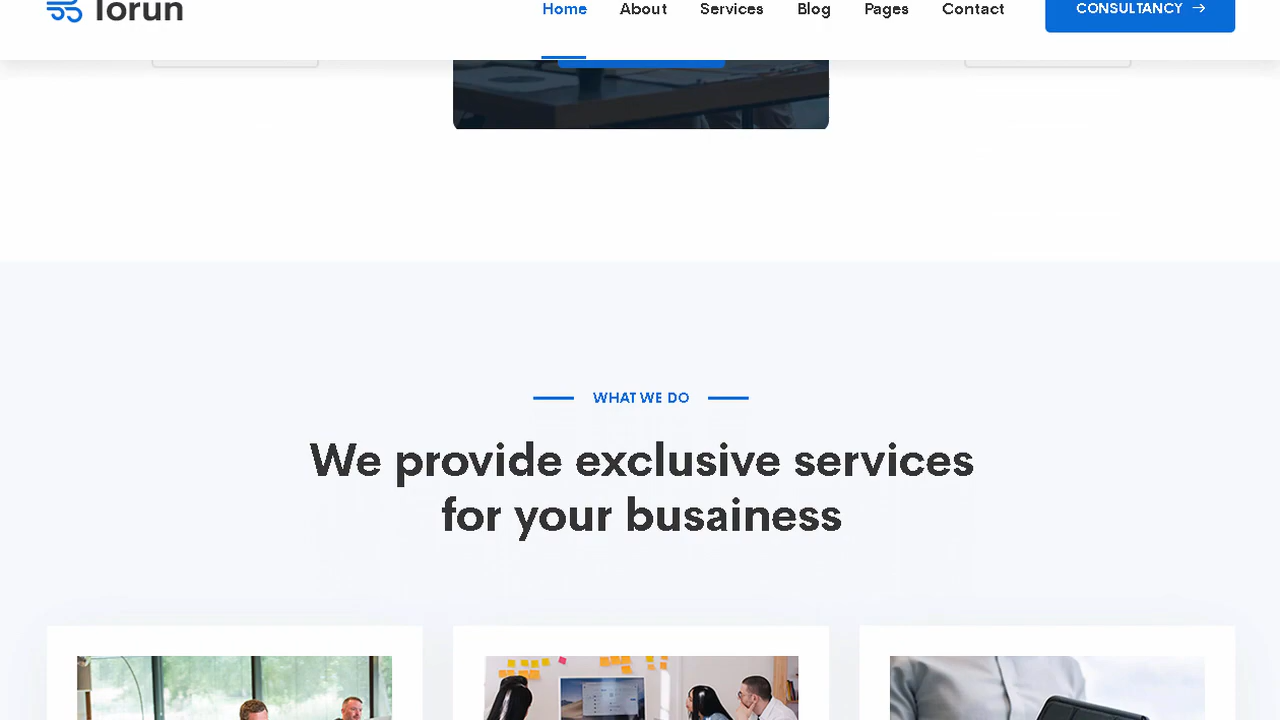 Torun
Home About Services Blog Pages Contact CONSULTANCY →
WHAT WE DO
We provide exclusive services
for your busainess